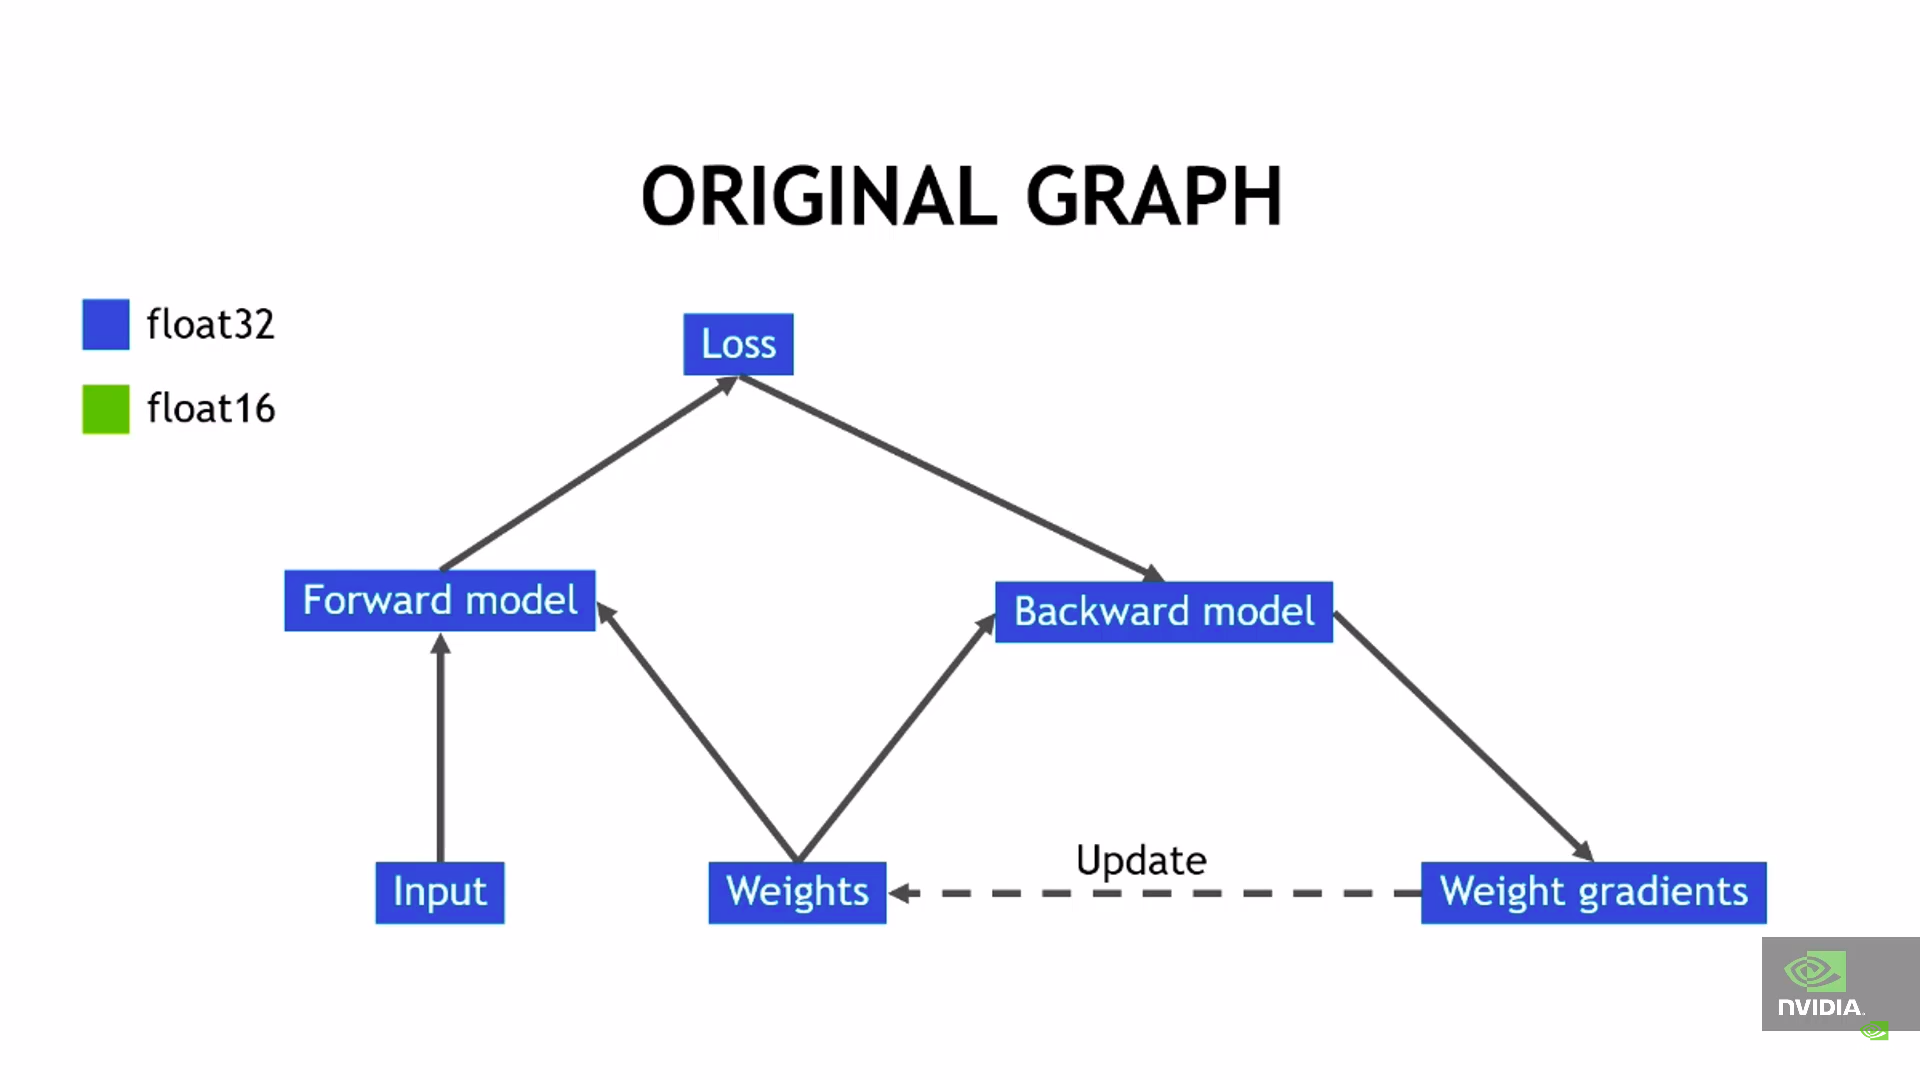 ORIGINAL GRAPH
float32
float16
Loss
Forward model
Backward model
Update
Input
Weights
Weight gradients
NVIDIA.